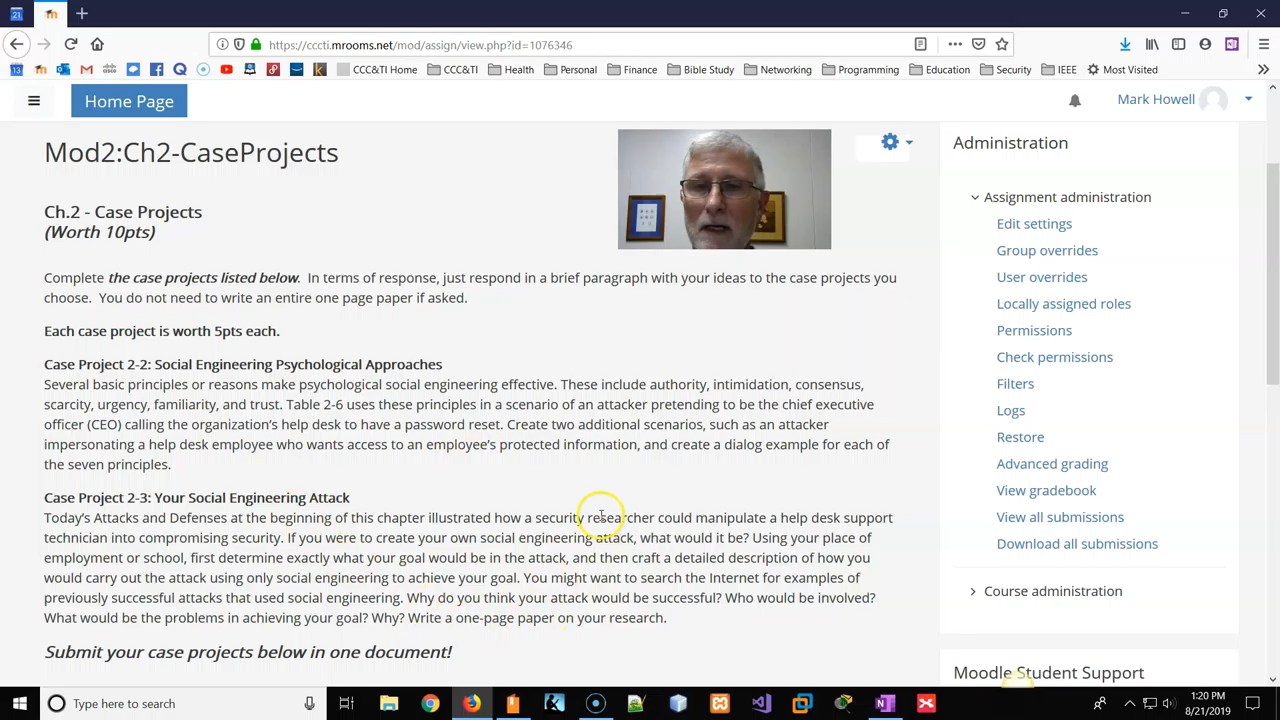 https://cccti.mrooms.net/mod/assign/view.php?id=1076346
CCC&TI Home
CCC&TI
Health
Personal
Finance
Bible Study
Networking
Programming
Education
Security
IEEE
Most Visited
Home Page
Mark Howell
Mod2:Ch2-CaseProjects
Ch.2 - Case Projects
(Worth 10pts)
Complete the case projects listed below. In terms of response, just respond in a brief paragraph with your ideas to the case projects you
choose. You do not need to write an entire one page paper if asked.
Each case project is worth 5pts each.
Case Project 2-2: Social Engineering Psychological Approaches
Several basic principles or reasons make psychological social engineering effective. These include authority, intimidation, consensus,
scarcity, urgency, familiarity, and trust. Table 2-6 uses these principles in a scenario of an attacker pretending to be the chief executive
officer (CEO) calling the organization's help desk to have a password reset. Create two additional scenarios, such as an attacker
impersonating a help desk employee who wants access to an employee's protected information, and create a dialog example for each of
the seven principles.
Case Project 2-3: Your Social Engineering Attack
Today's Attacks and Defenses at the beginning of this chapter illustrated how a security researcher could manipulate a help desk support
technician into compromising security. If you were to create your own social engineering attack, what would it be? Using your place of
employment or school, first determine exactly what your goal would be in the attack, and then craft a detailed description of how you
would carry out the attack using only social engineering to achieve your goal. You might want to search the Internet for examples of
previously successful attacks that used social engineering. Why do you think your attack would be successful? Who would be involved?
What would be the problems in achieving your goal? Why? Write a one-page paper on your research.
Submit your case projects below in one document!
Administration
Assignment administration
Edit settings
Group overrides
User overrides
Locally assigned roles
Permissions
Check permissions
Filters
Logs
Restore
Advanced grading
View gradebook
View all submissions
Download all submissions
Course administration
Moodle Student Support
Type here to search
1:20 PM
8/21/2019